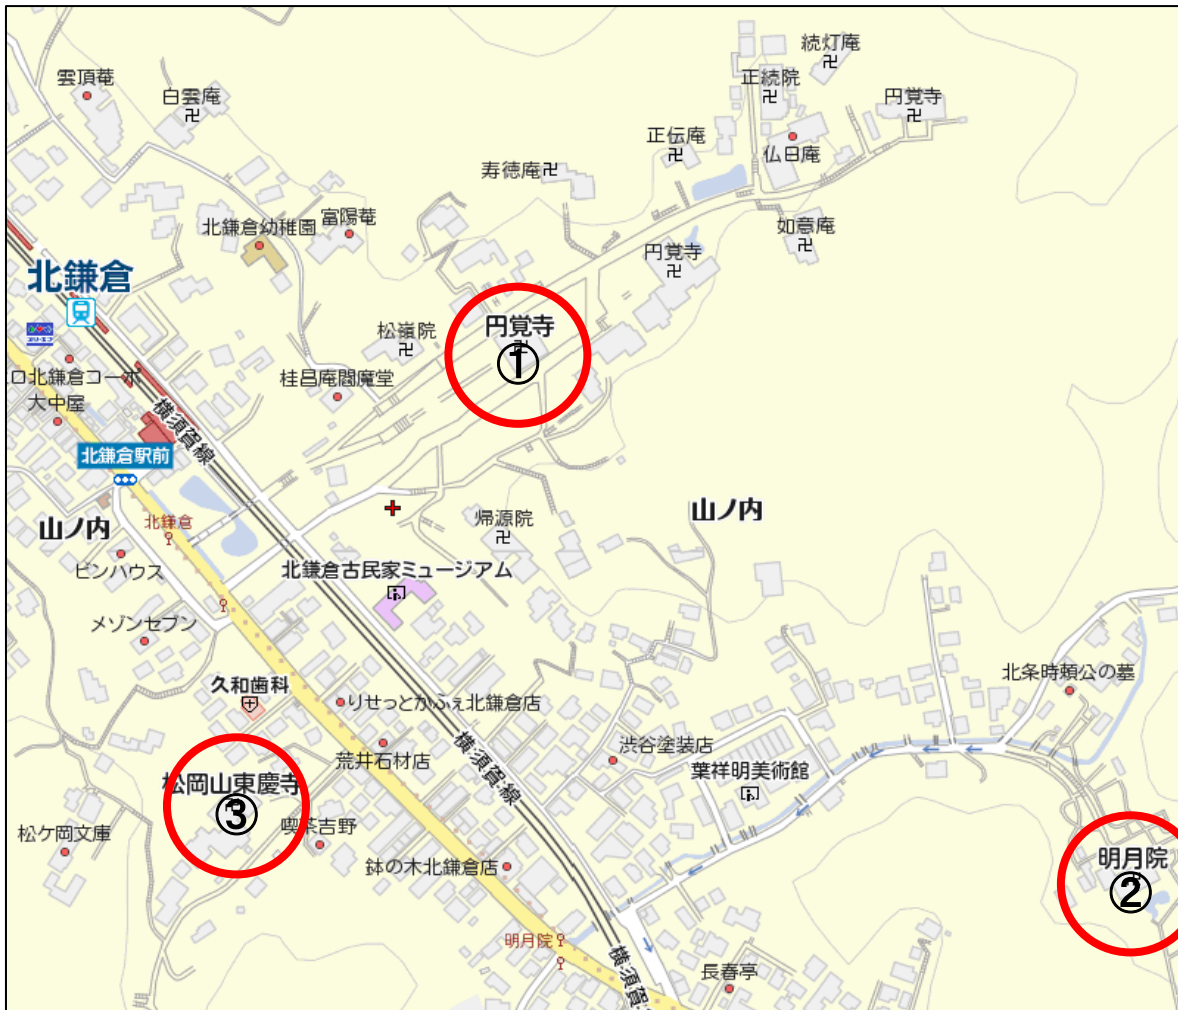 続灯庵
雲頂菴
正続院
白雲庵
円覚寺
正伝庵
仏日庵
寿徳庵
北鎌倉幼稚園
富陽菴
如意庵
円覚寺
北鎌倉
松嶺院
円覚寺
①
ロ北鎌倉コーポ
桂昌庵閻魔堂
大中屋
横須賀線
北鎌倉駅前
山ノ内
北鎌倉
帰源院
山ノ内
ビンハウス
北鎌倉古民家ミュージアム
メゾンセブン
北条時頼公の墓
久和歯科
りせっとかふぇ北鎌倉店
渋谷塗装店
荒井石材店
横須賀線
葉祥明美術館
松岡山東慶寺
③
喫茶吉野
松ケ岡文庫
鉢の木北鎌倉店
明月院
②
明月院
長春亭
横須賀